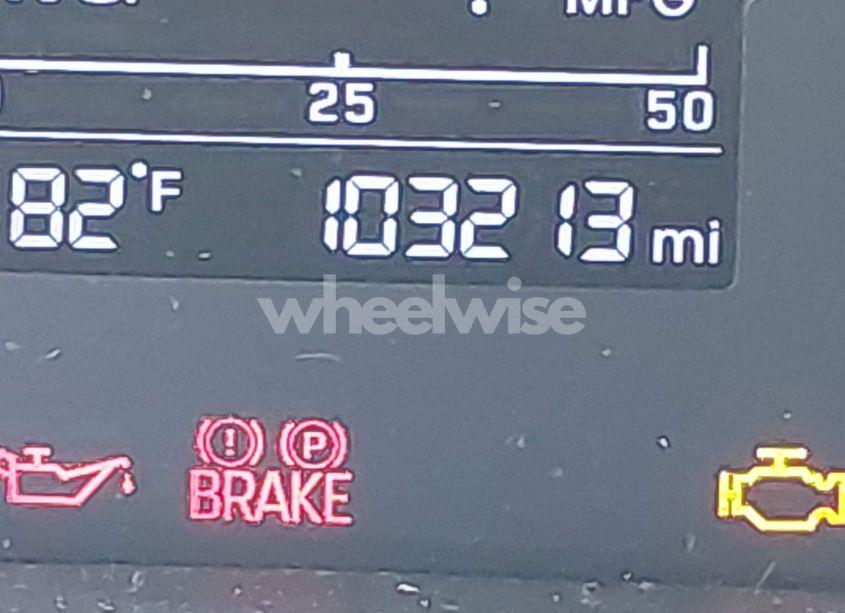 MPG
25 50
82°F 103213 mi
wheelwise
! P
BRAKE